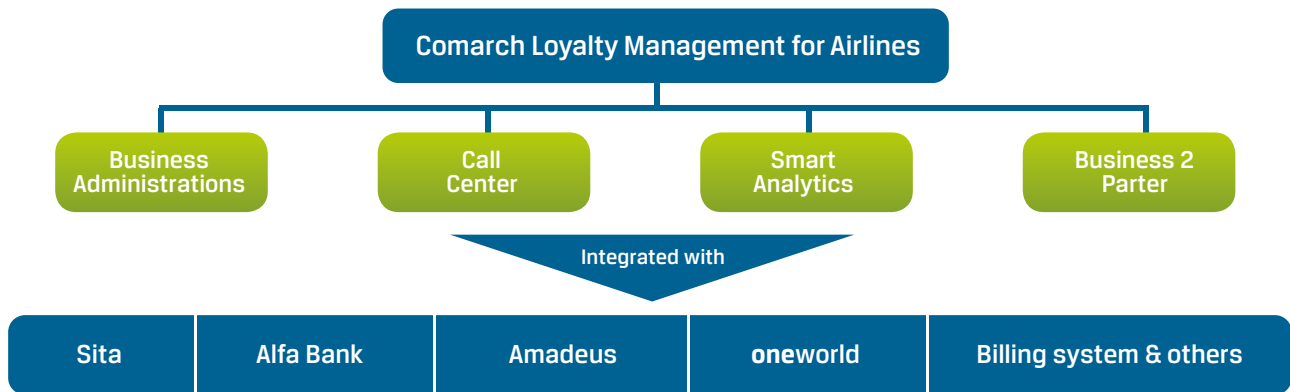 Comarch Loyalty Management for Airlines
Business
Administrations
Call
Center
Smart
Analytics
Business 2
Parter
Integrated with
Sita
Alfa Bank
Amadeus
oneworld
Billing system & others